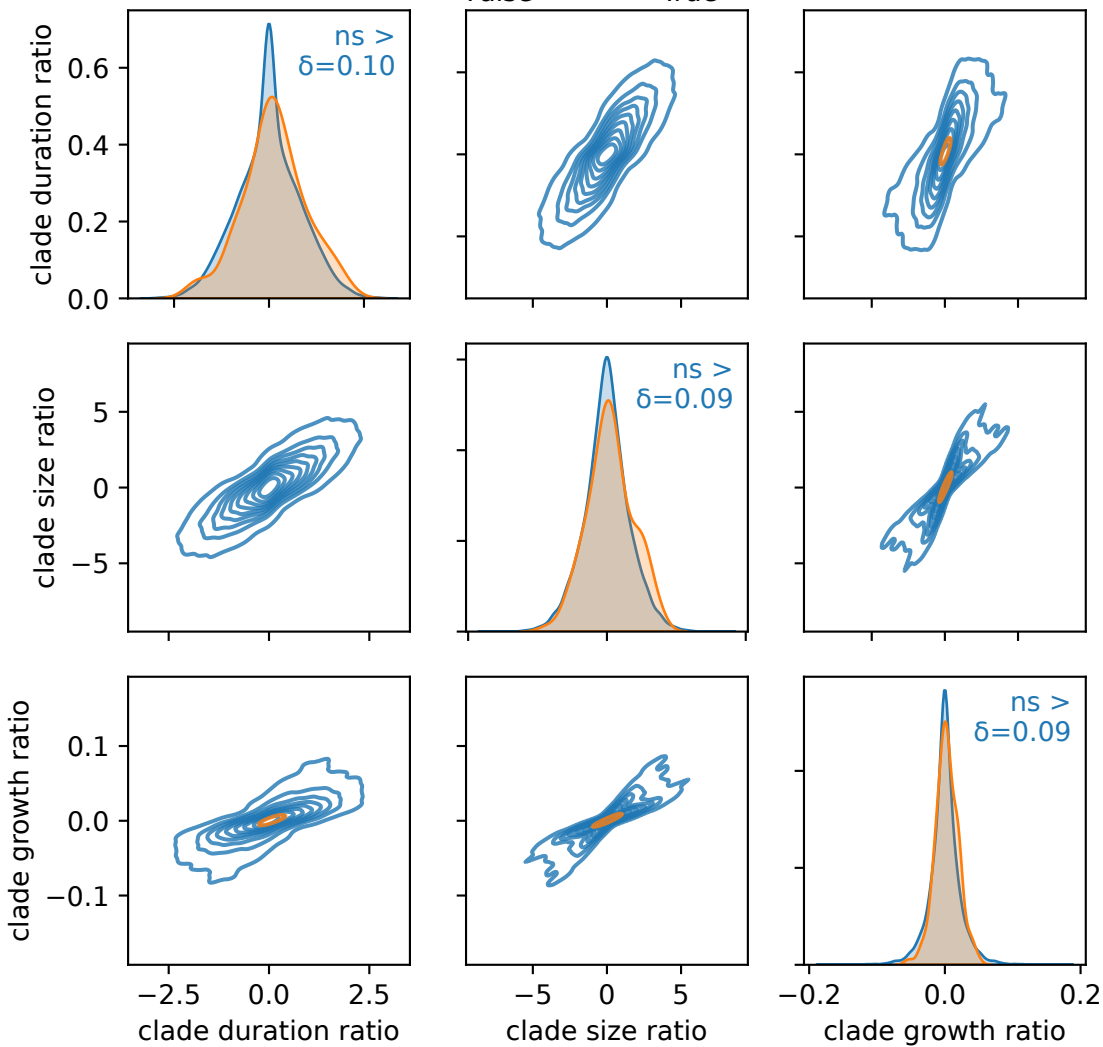 clade duration ratio
0.6
0.4
0.2
0.0
ns >
δ=0.10
clade size ratio
5
0
−5
ns >
δ=0.09
clade growth ratio
0.1
0.0
−0.1
ns >
δ=0.09
−2.5 0.0 2.5
−5 0 5
−0.2 0.0 0.2
clade duration ratio
clade size ratio
clade growth ratio